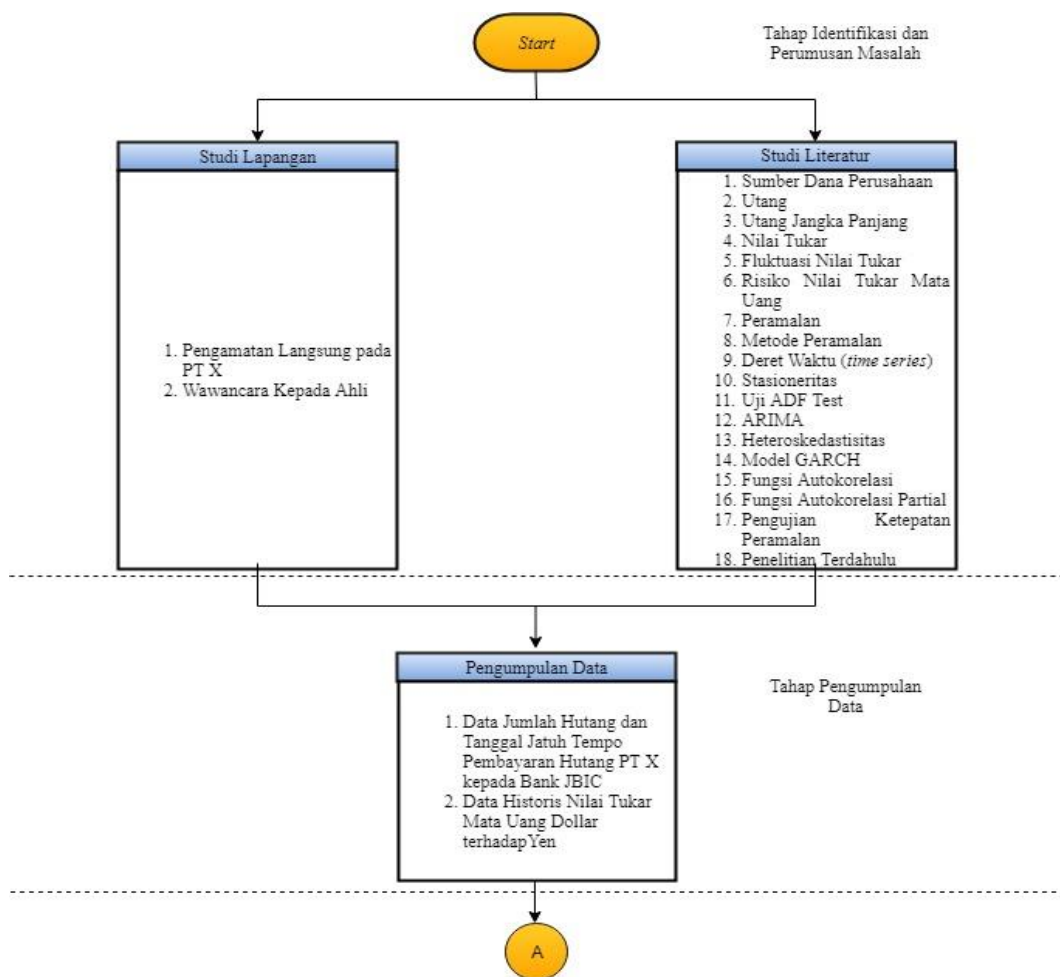 Start
Tahap Identifikasi dan
Perumusan Masalah
Studi Lapangan
1. Pengamatan Langsung pada
PT X
2. Wawancara Kepada Ahli
Studi Literatur
1. Sumber Dana Perusahaan
2. Utang
3. Utang Jangka Panjang
4. Nilai Tukar
5. Fluktuasi Nilai Tukar
6. Risiko Nilai Tukar Mata
Uang
7. Peramalan
8. Metode Peramalan
9. Deret Waktu (time series)
10. Stasioneritas
11. Uji ADF Test
12. ARIMA
13. Heteroskedastisitas
14. Model GARCH
15. Fungsi Autokorelasi
16. Fungsi Autokorelasi Partial
17. Pengujian Ketepatan
Peramalan
18. Penelitian Terdahulu
Pengumpulan Data
1. Data Jumlah Hutang dan
Tanggal Jatuh Tempo
Pembayaran Hutang PT X
kepada Bank JBIC
2. Data Historis Nilai Tukar
Mata Uang Dollar
terhadapYen
Tahap Pengumpulan
Data
A